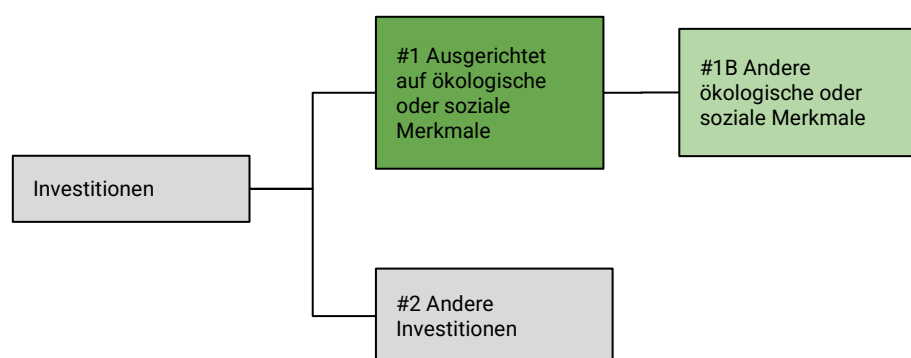 #1 Ausgerichtet
auf ökologische
oder soziale
Merkmale
#1B Andere
ökologische oder
soziale Merkmale
Investitionen
#2 Andere
Investitionen